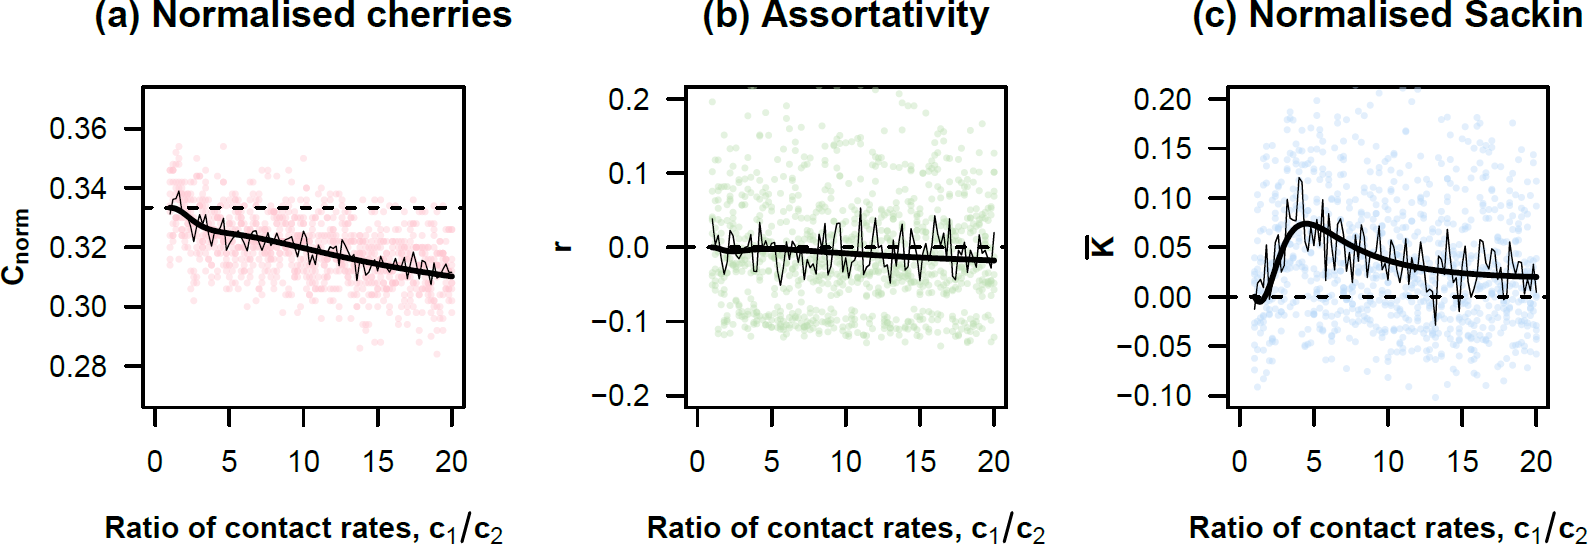 (a) Normalised cherries
(b) Assortativity
(c) Normalised Sackin
C_norm
0.36
0.34
0.32
0.30
0.28
0 5 10 15 20
Ratio of contact rates, c₁/c₂
r
0.2
0.1
0.0
−0.1
−0.2
0 5 10 15 20
Ratio of contact rates, c₁/c₂
K̅
0.20
0.15
0.10
0.05
0.00
−0.05
−0.10
0 5 10 15 20
Ratio of contact rates, c₁/c₂